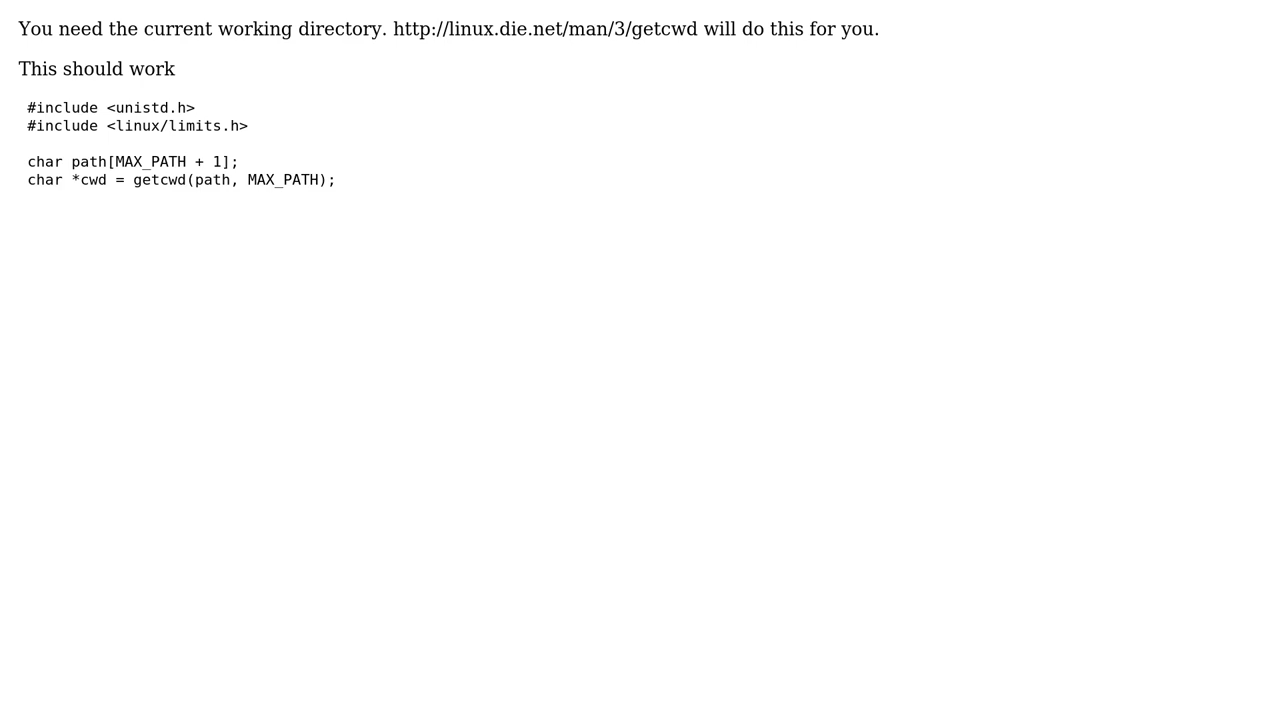 You need the current working directory. http://linux.die.net/man/3/getcwd will do this for you.
This should work
#include <unistd.h>
#include <linux/limits.h>
char path[MAX_PATH + 1];
char *cwd = getcwd(path, MAX_PATH);